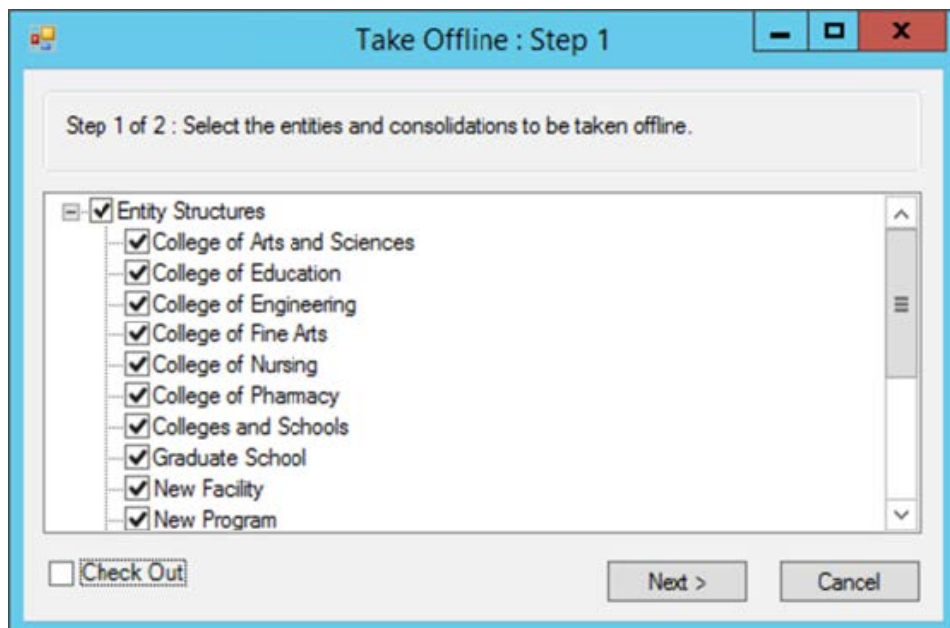 Take Offline : Step 1
Step 1 of 2 : Select the entities and consolidations to be taken offline.
Entity Structures
College of Arts and Sciences
College of Education
College of Engineering
College of Fine Arts
College of Nursing
College of Pharmacy
Colleges and Schools
Graduate School
New Facility
New Program
Check Out
Next >
Cancel